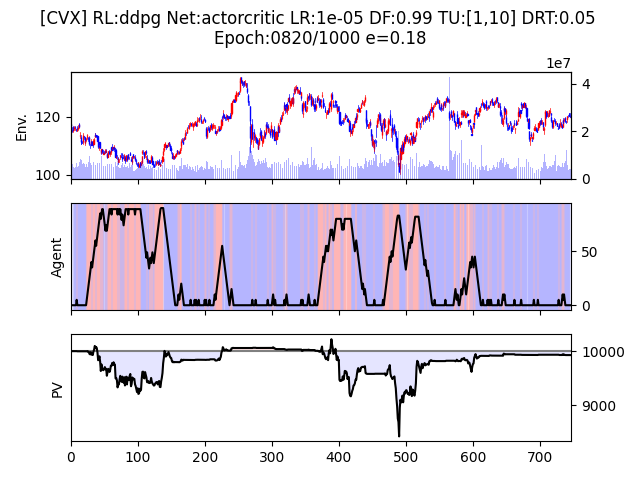 [CVX] RL:ddpg Net:actorcritic LR:1e-05 DF:0.99 TU:[1,10] DRT:0.05
Epoch:0820/1000 e=0.18
1e7
Env.
120
100
4
2
0
Agent
50
0
PV
10000
9000
0 100 200 300 400 500 600 700